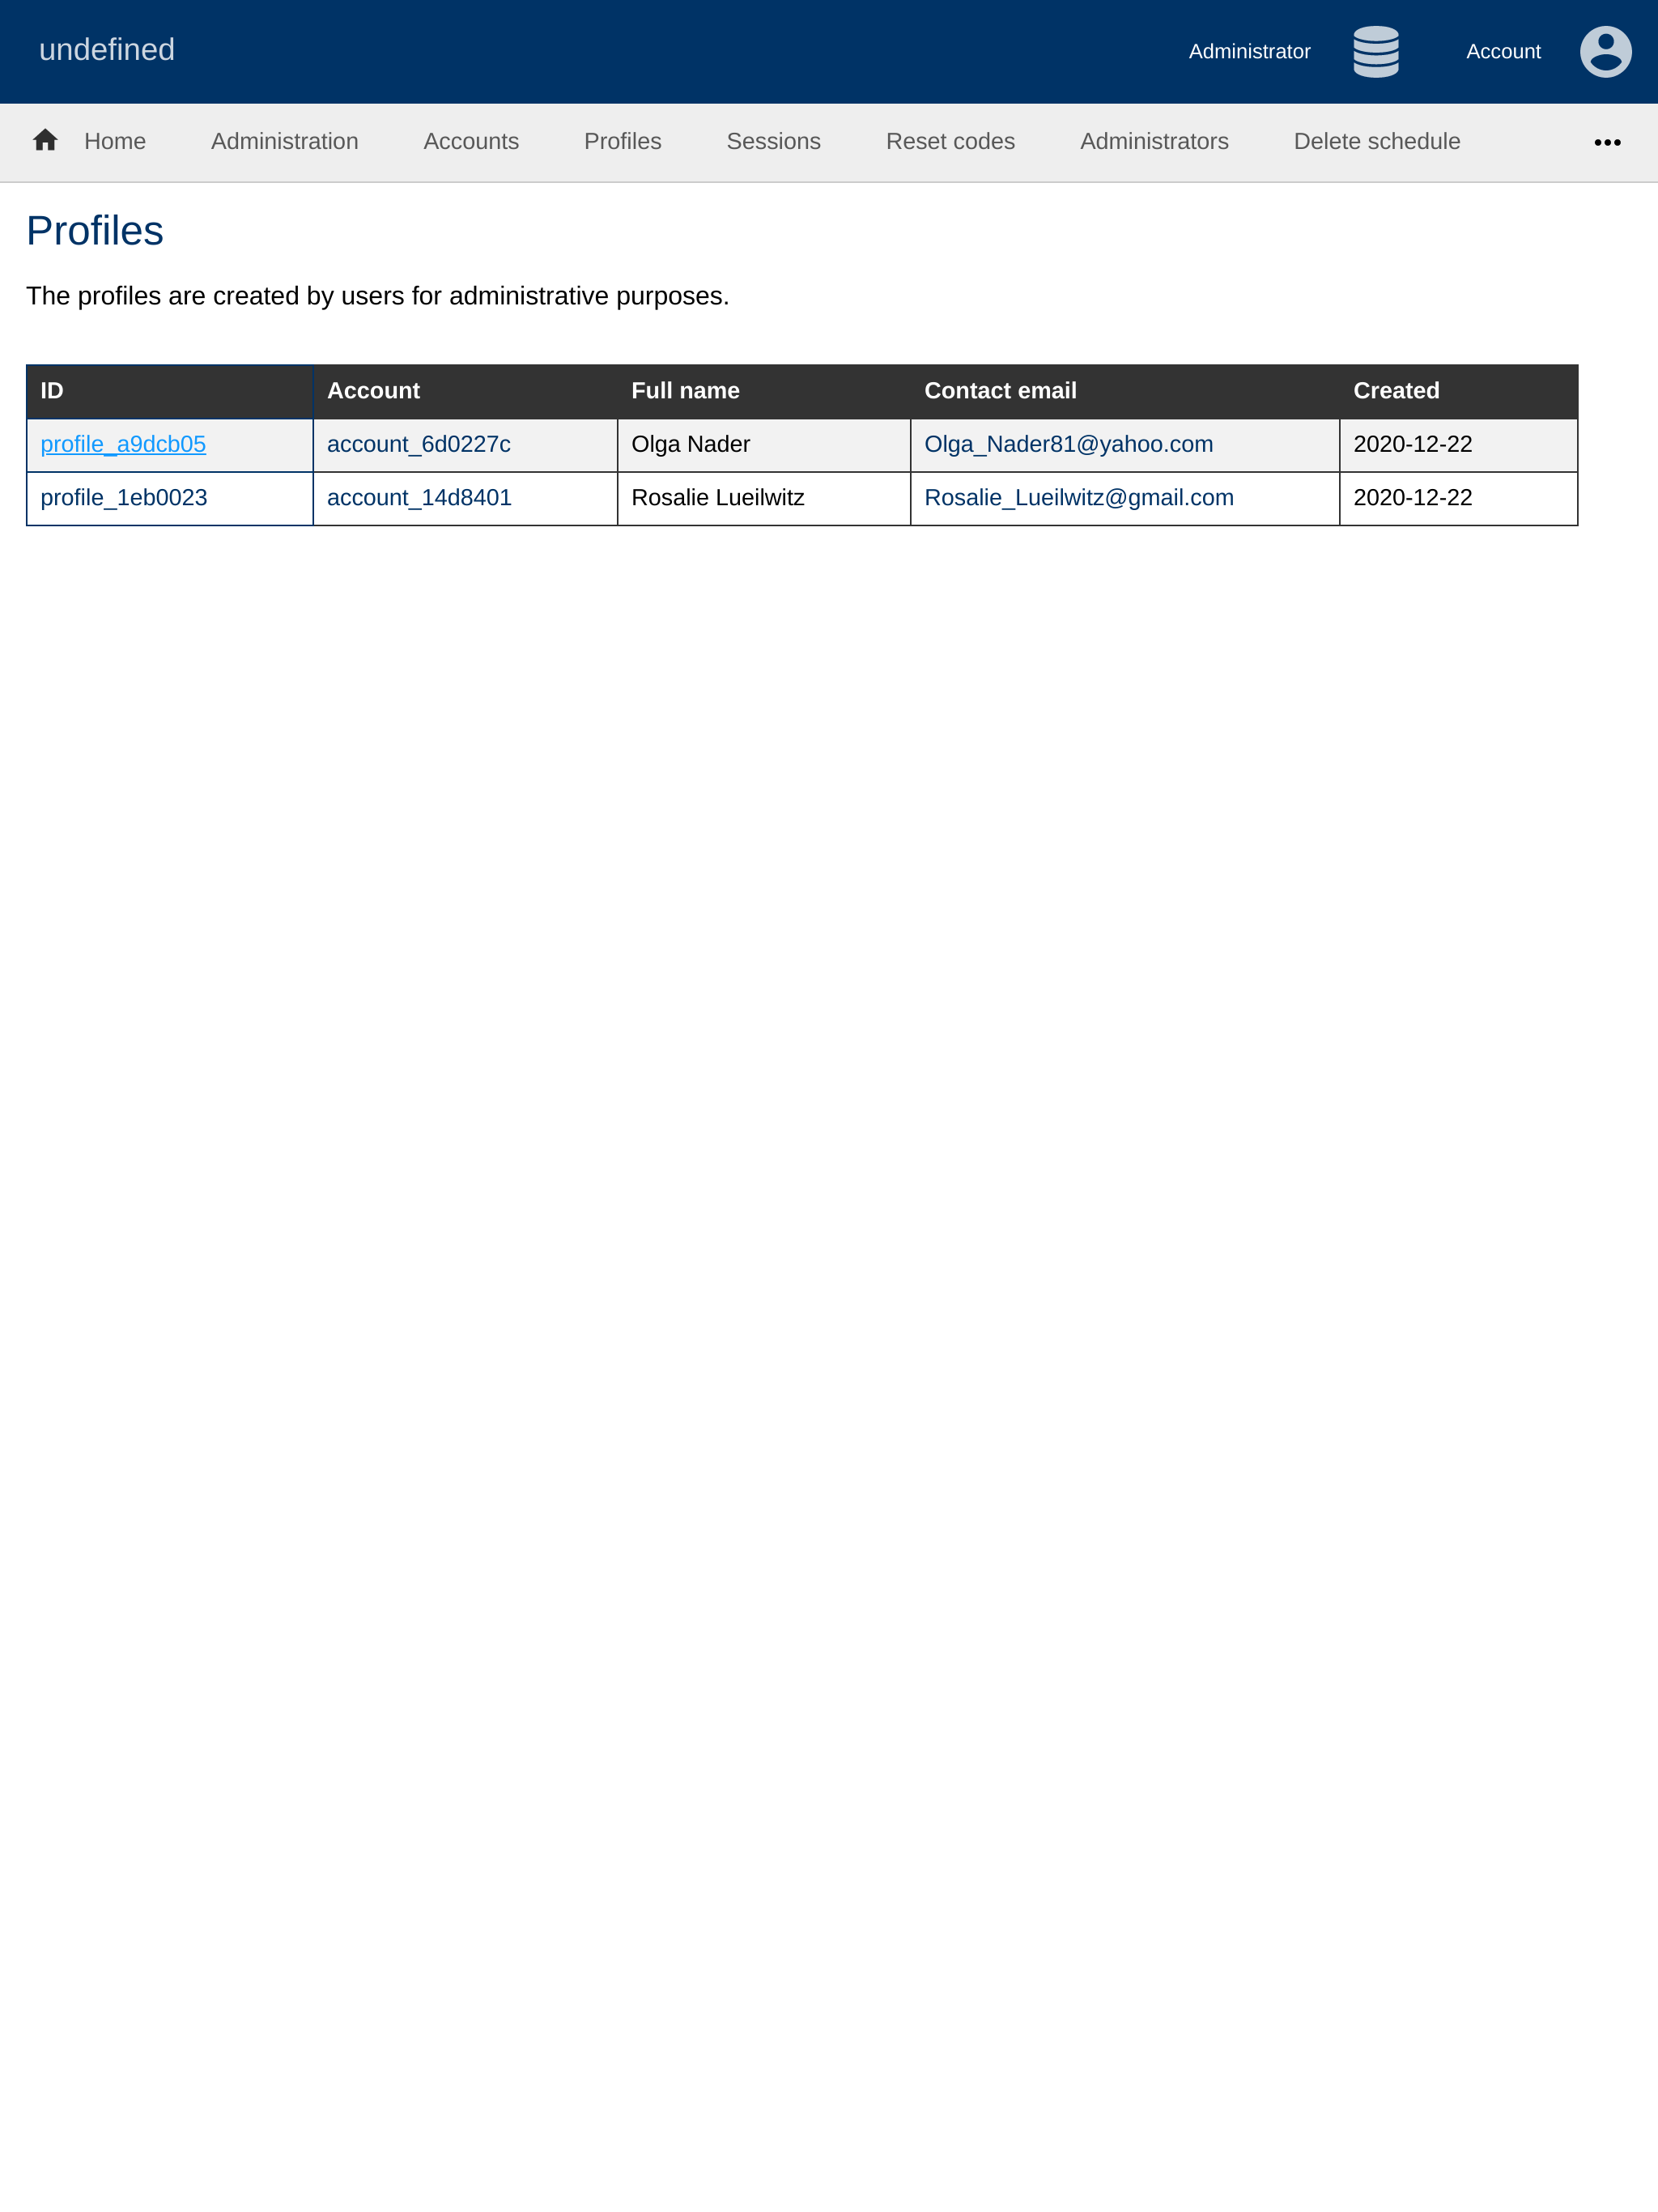 undefined
Administrator Account
Home Administration Accounts Profiles Sessions Reset codes Administrators Delete schedule
Profiles
The profiles are created by users for administrative purposes.
ID Account Full name Contact email Created
profile_a9dcb05 account_6d0227c Olga Nader Olga_Nader81@yahoo.com 2020-12-22
profile_1eb0023 account_14d8401 Rosalie Lueilwitz Rosalie_Lueilwitz@gmail.com 2020-12-22